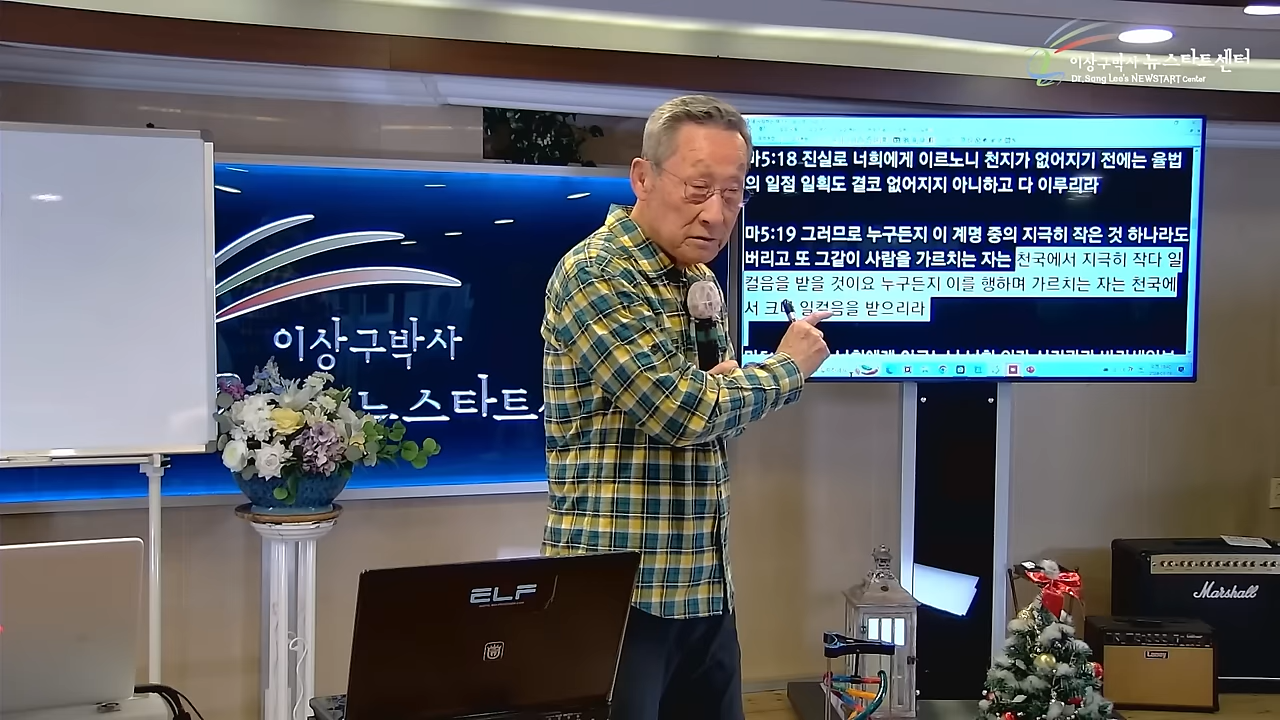 이상구박사 뉴스타트센터
Dr. Sang Lee's NEWSTART Center
마5:18 진실로 너희에게 이르노니 천지가 없어지기 전에는 율법
의 일점 일획도 결코 없어지지 아니하고 다 이루리라
마5:19 그러므로 누구든지 이 계명 중의 지극히 작은 것 하나라도
버리고 또 그같이 사람을 가르치는 자는 천국에서 지극히 작다 일
컬음을 받을 것이요 누구든지 이를 행하며 가르치는 자는 천국에
서 크다 일컬음을 받으리라
이상구박사
뉴스타트
ELF
Marshall
Laney